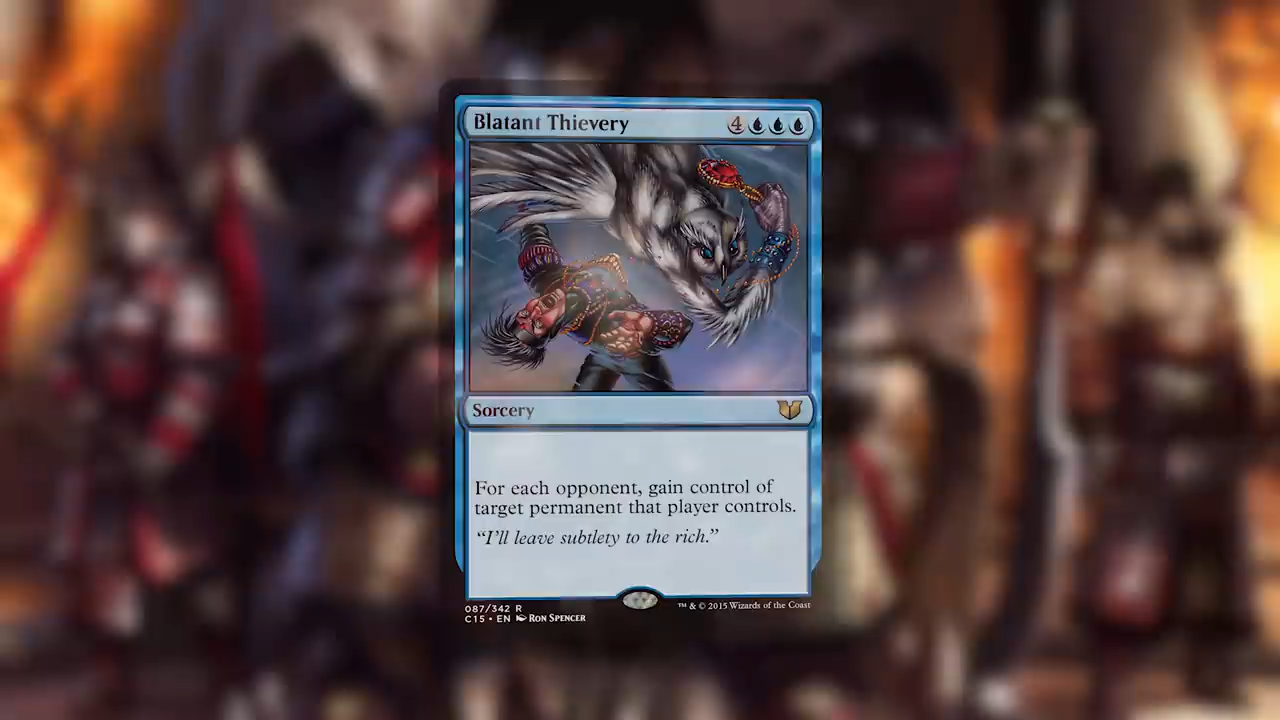 Blatant Thievery 4
Sorcery
For each opponent, gain control of
target permanent that player controls.
“I’ll leave subtlety to the rich.”
087/342 R
™ & © 2015 Wizards of the Coast
C15 • EN RON SPENCER